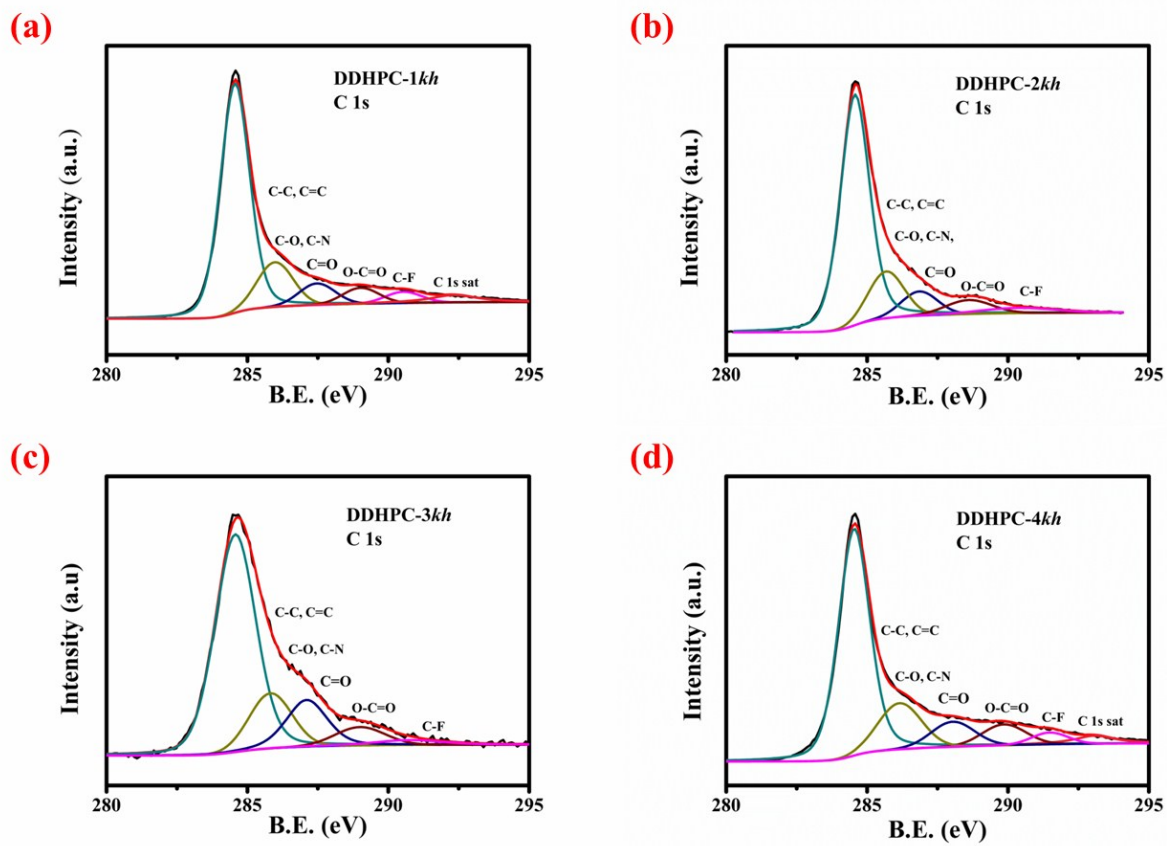 (a)
DDHPC-1kh
C 1s
C-C, C=C
C-O, C-N
C=O
O-C=O
C-F
C 1s sat
Intensity (a.u.)
280
285
290
295
B.E. (eV)
(b)
DDHPC-2kh
C 1s
C-C, C=C
C-O, C-N,
C=O
O-C=O
C-F
Intensity (a.u.)
280
285
290
295
B.E. (eV)
(c)
DDHPC-3kh
C 1s
C-C, C=C
C-O, C-N
C=O
O-C=O
C-F
Intensity (a.u)
280
285
290
295
B.E. (eV)
(d)
DDHPC-4kh
C 1s
C-C, C=C
C-O, C-N
C=O
O-C=O
C-F
C 1s sat
Intensity (a.u.)
280
285
290
295
B.E. (eV)